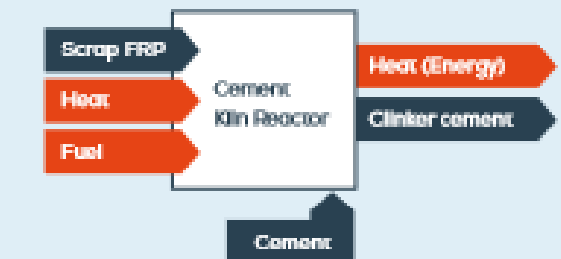 Scrap FRP
Heat
Fuel
Cement
Kiln Reactor
Heat (Energy)
Clinker cement
Cement